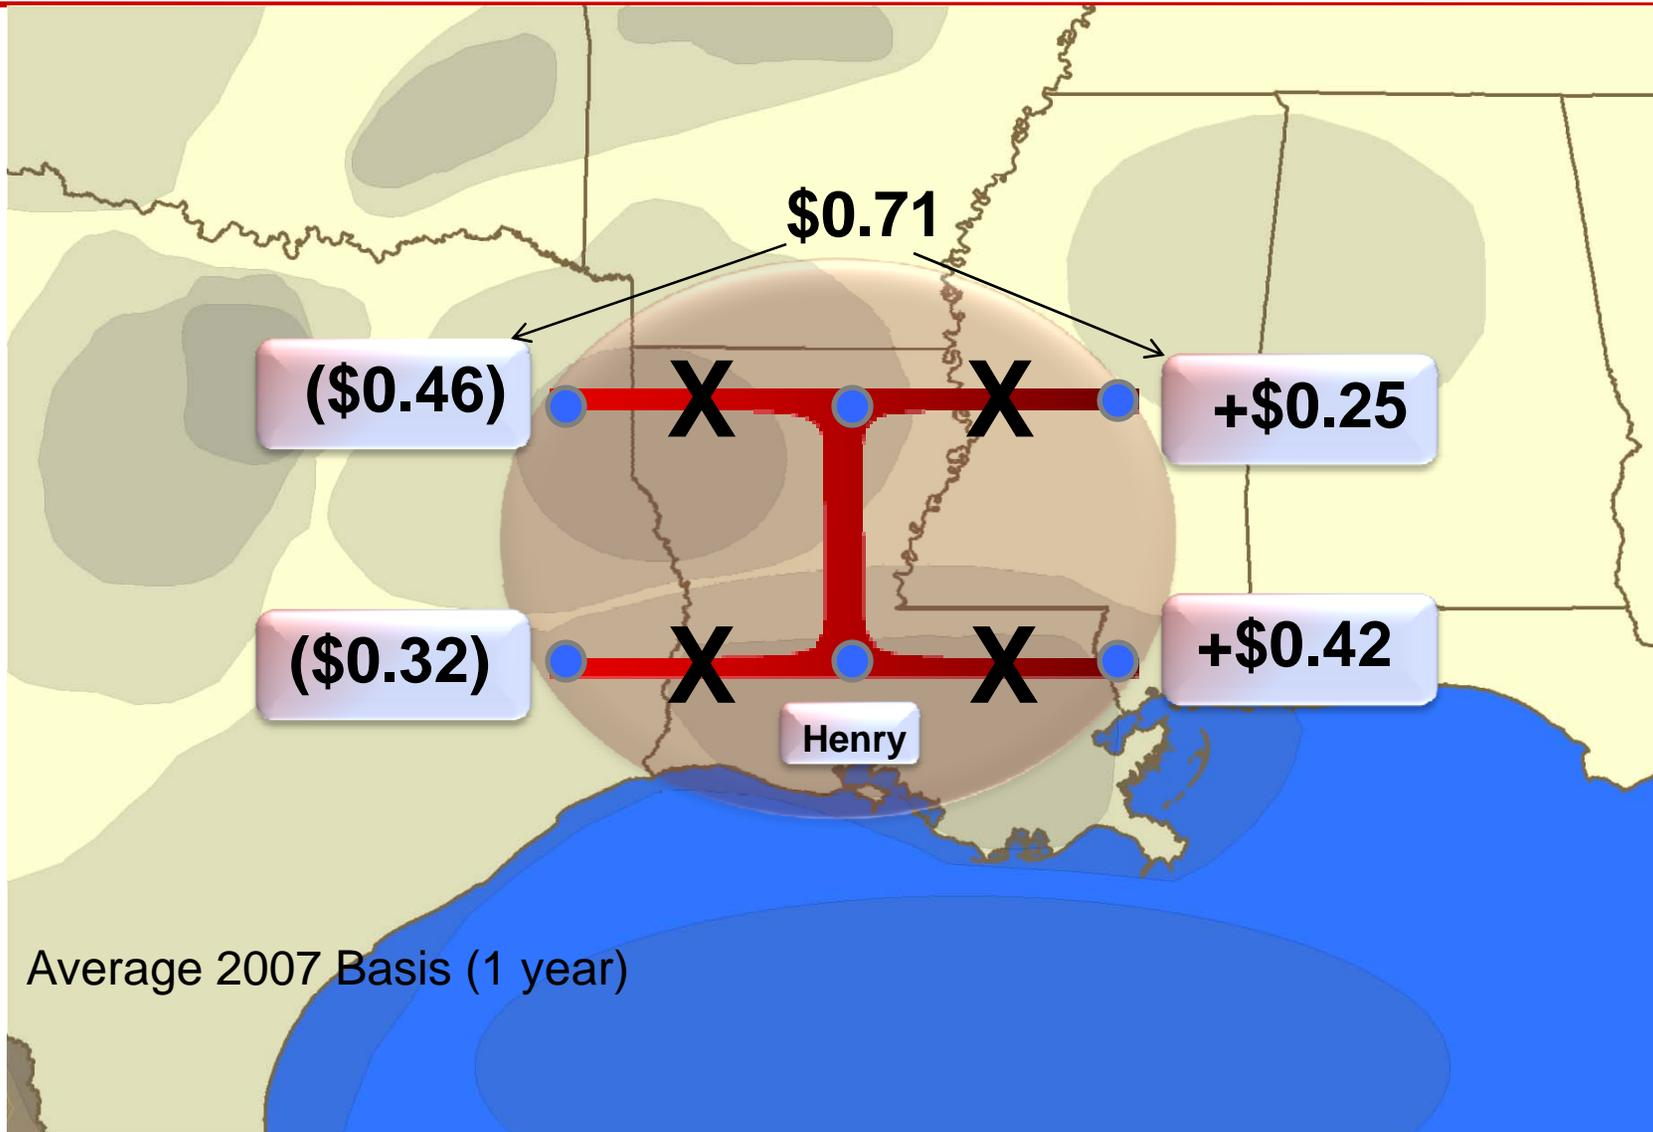 $0.71
($0.46)
X
X
+$0.25
($0.32)
X
X
+$0.42
Henry
Average 2007 Basis (1 year)